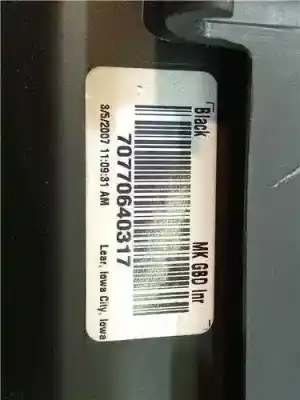 Black
MK GBD Inr
70770640317
3/5/2007 11:09:31 AM
Lear, Iowa City, Iowa